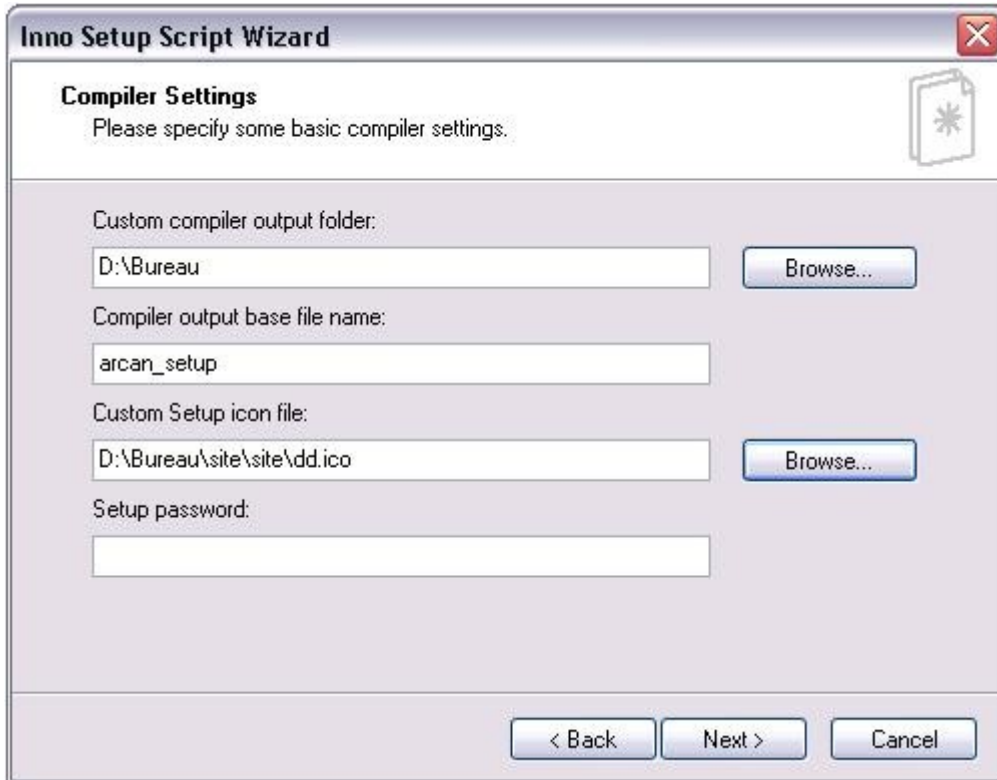 Inno Setup Script Wizard
Compiler Settings
Please specify some basic compiler settings.
Custom compiler output folder:
D:\Bureau
Browse...
Compiler output base file name:
arcan_setup
Custom Setup icon file:
D:\Bureau\site\site\dd.ico
Browse...
Setup password:
< Back
Next >
Cancel